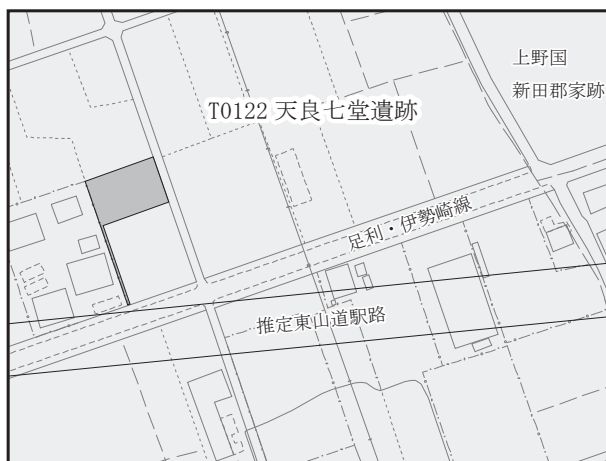 上野国
新田郡家跡
T0122 天良七堂遺跡
足利・伊勢崎線
推定東山道駅路